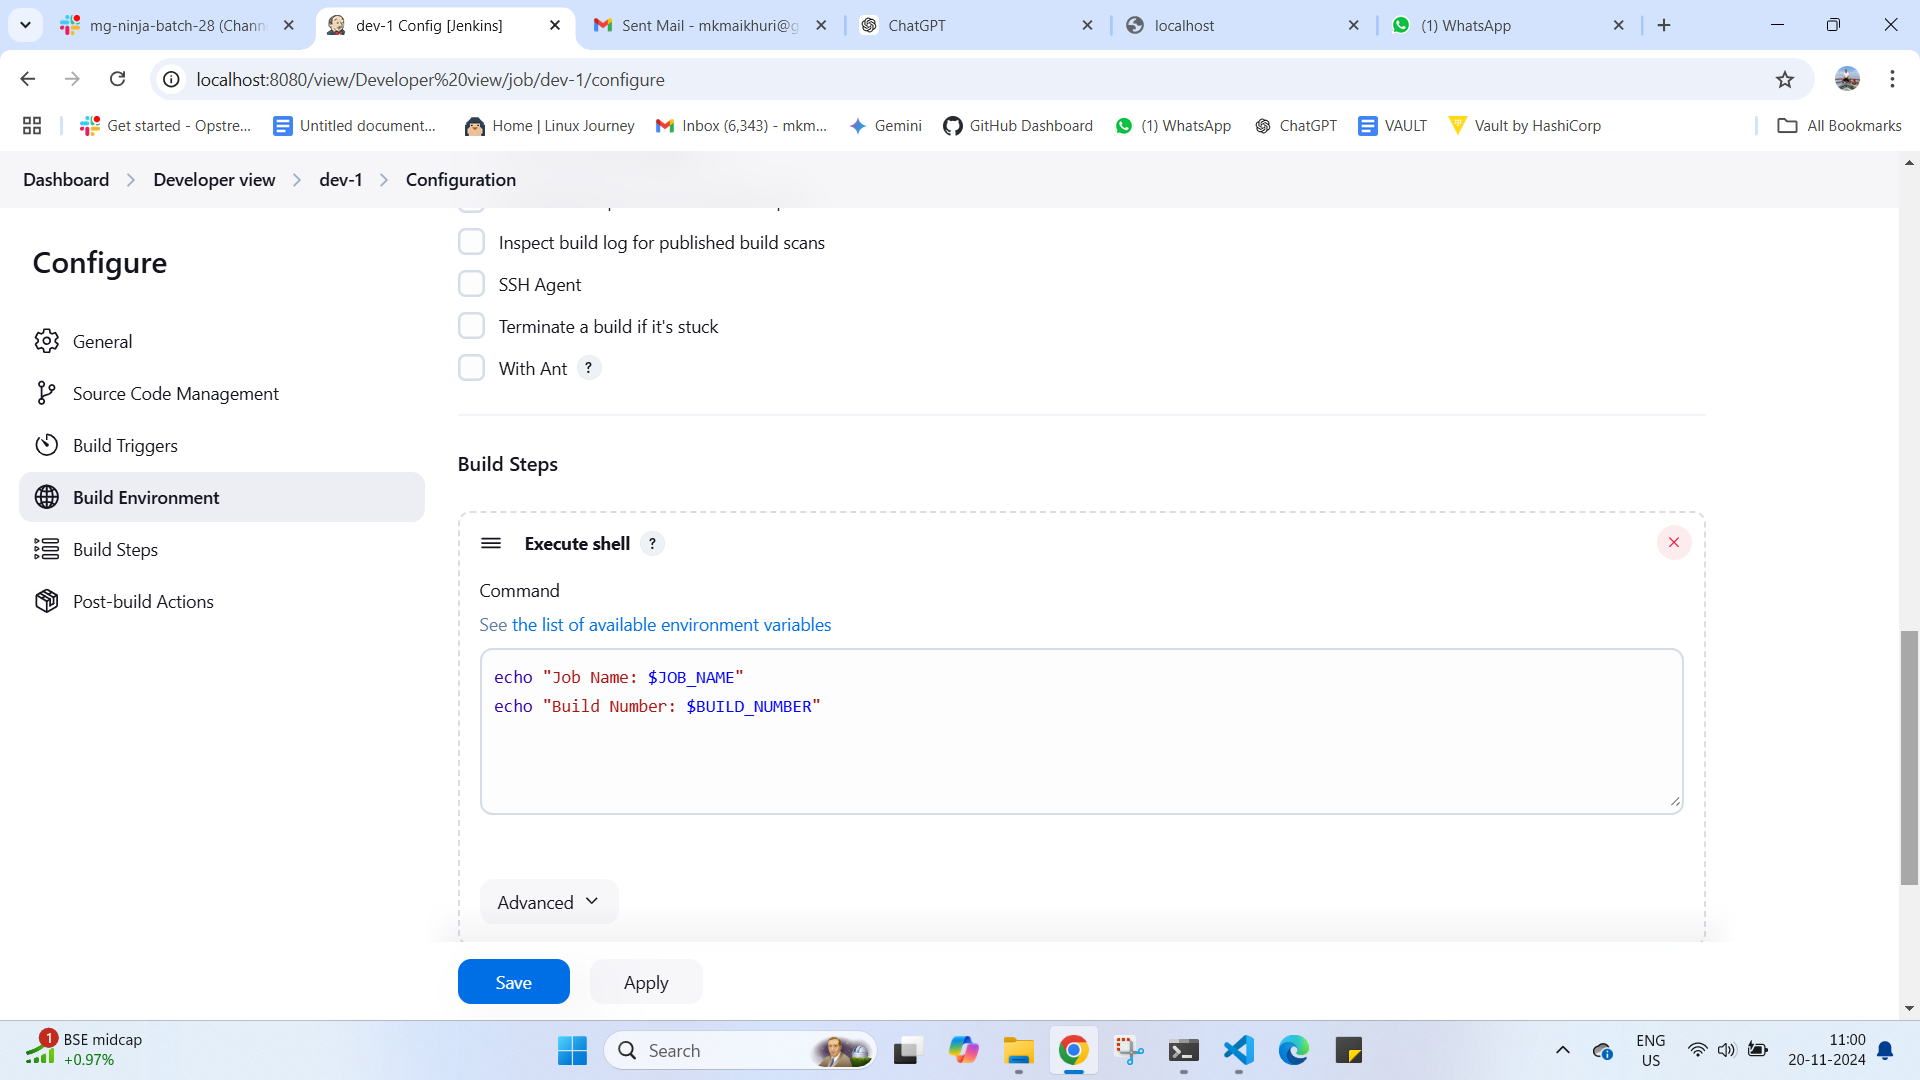 mg-ninja-batch-28 (Chann
dev-1 Config [Jenkins]
Sent Mail - mkmaikhuri@g
ChatGPT
localhost
(1) WhatsApp
localhost:8080/view/Developer%20view/job/dev-1/configure
Get started - Opstre...
Untitled document...
Home | Linux Journey
Inbox (6,343) - mkm...
Gemini
GitHub Dashboard
(1) WhatsApp
ChatGPT
VAULT
Vault by HashiCorp
All Bookmarks
Dashboard
Developer view
dev-1
Configuration
Configure
General
Source Code Management
Build Triggers
Build Environment
Build Steps
Post-build Actions
Inspect build log for published build scans
SSH Agent
Terminate a build if it's stuck
With Ant ?
Build Steps
Execute shell ?
Command
See the list of available environment variables
echo "Job Name: $JOB_NAME"
echo "Build Number: $BUILD_NUMBER"
Advanced
Save
Apply
1
BSE midcap
+0.97%
Search
ENG
US
11:00
20-11-2024